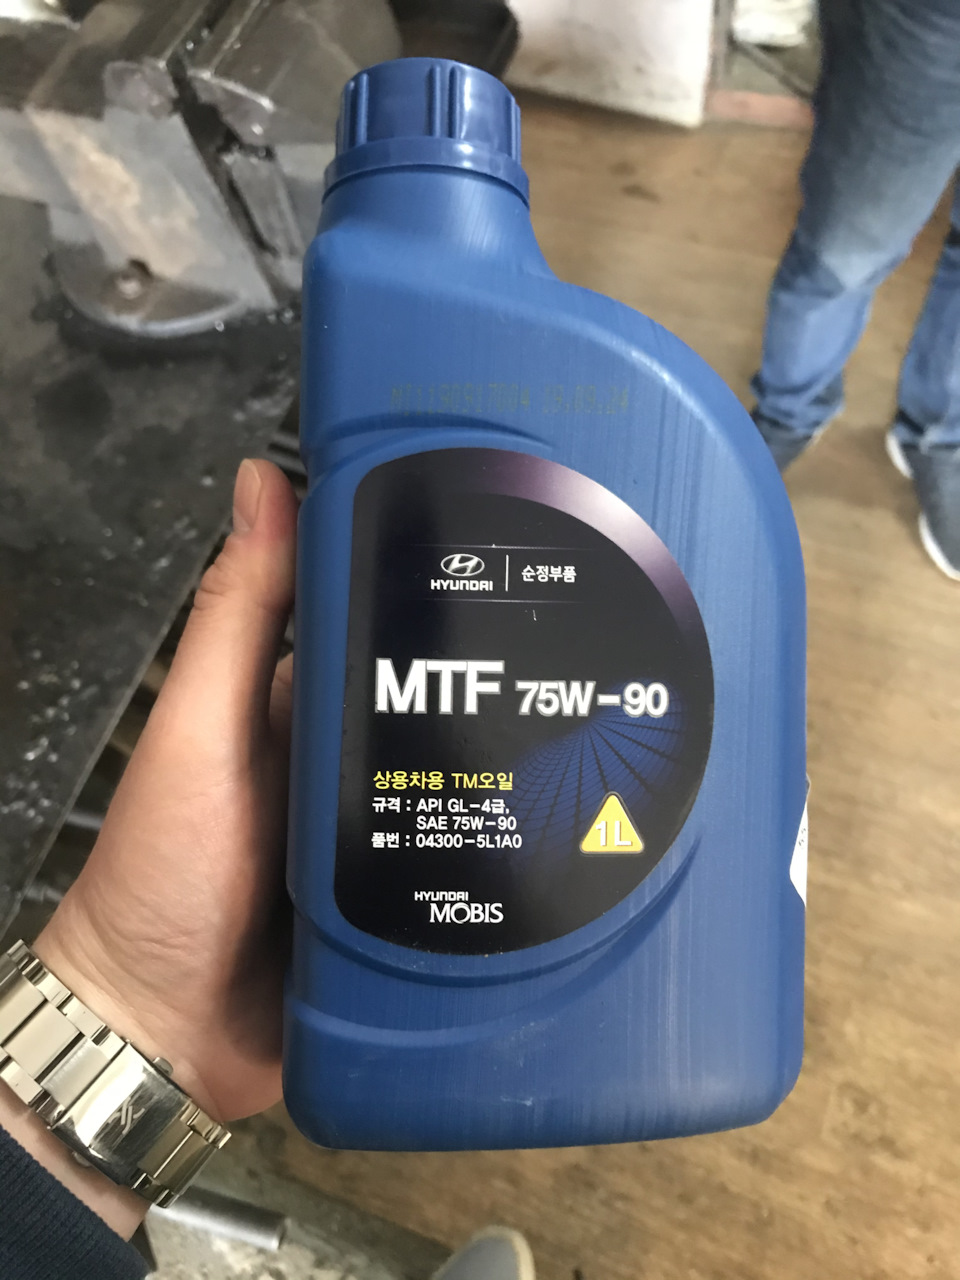 HYUNDAI 순정부품
MTF 75W-90
상용차용 TM오일
규격 : API GL-4급,
SAE 75W-90
품번 : 04300-5L1A0
1L
HYUNDAI
MOBIS